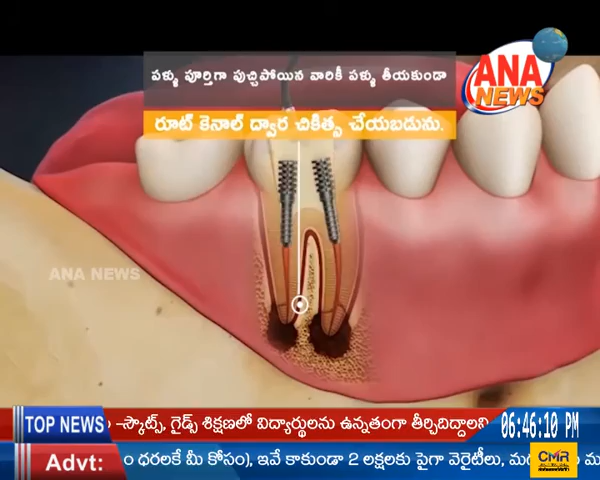 పళ్ళు పూర్తిగా పుచ్చిపోయిన వారికీ పళ్ళు తీయకుండా
రూట్ కెనాల్ ద్వార చికిత్స చేయబడును.
ANA
NEWS
ANA NEWS
TOP NEWS
–స్కౌట్స్, గైడ్స్ శిక్షణలో విద్యార్థులను ఉన్నతంగా తీర్చిదిద్దాలని
06:46:10 PM
Advt:
ధరలకే మీ కోసం), ఇవే కాకుండా 2 లక్షలకు పైగా వెరైటీలు,
CMR